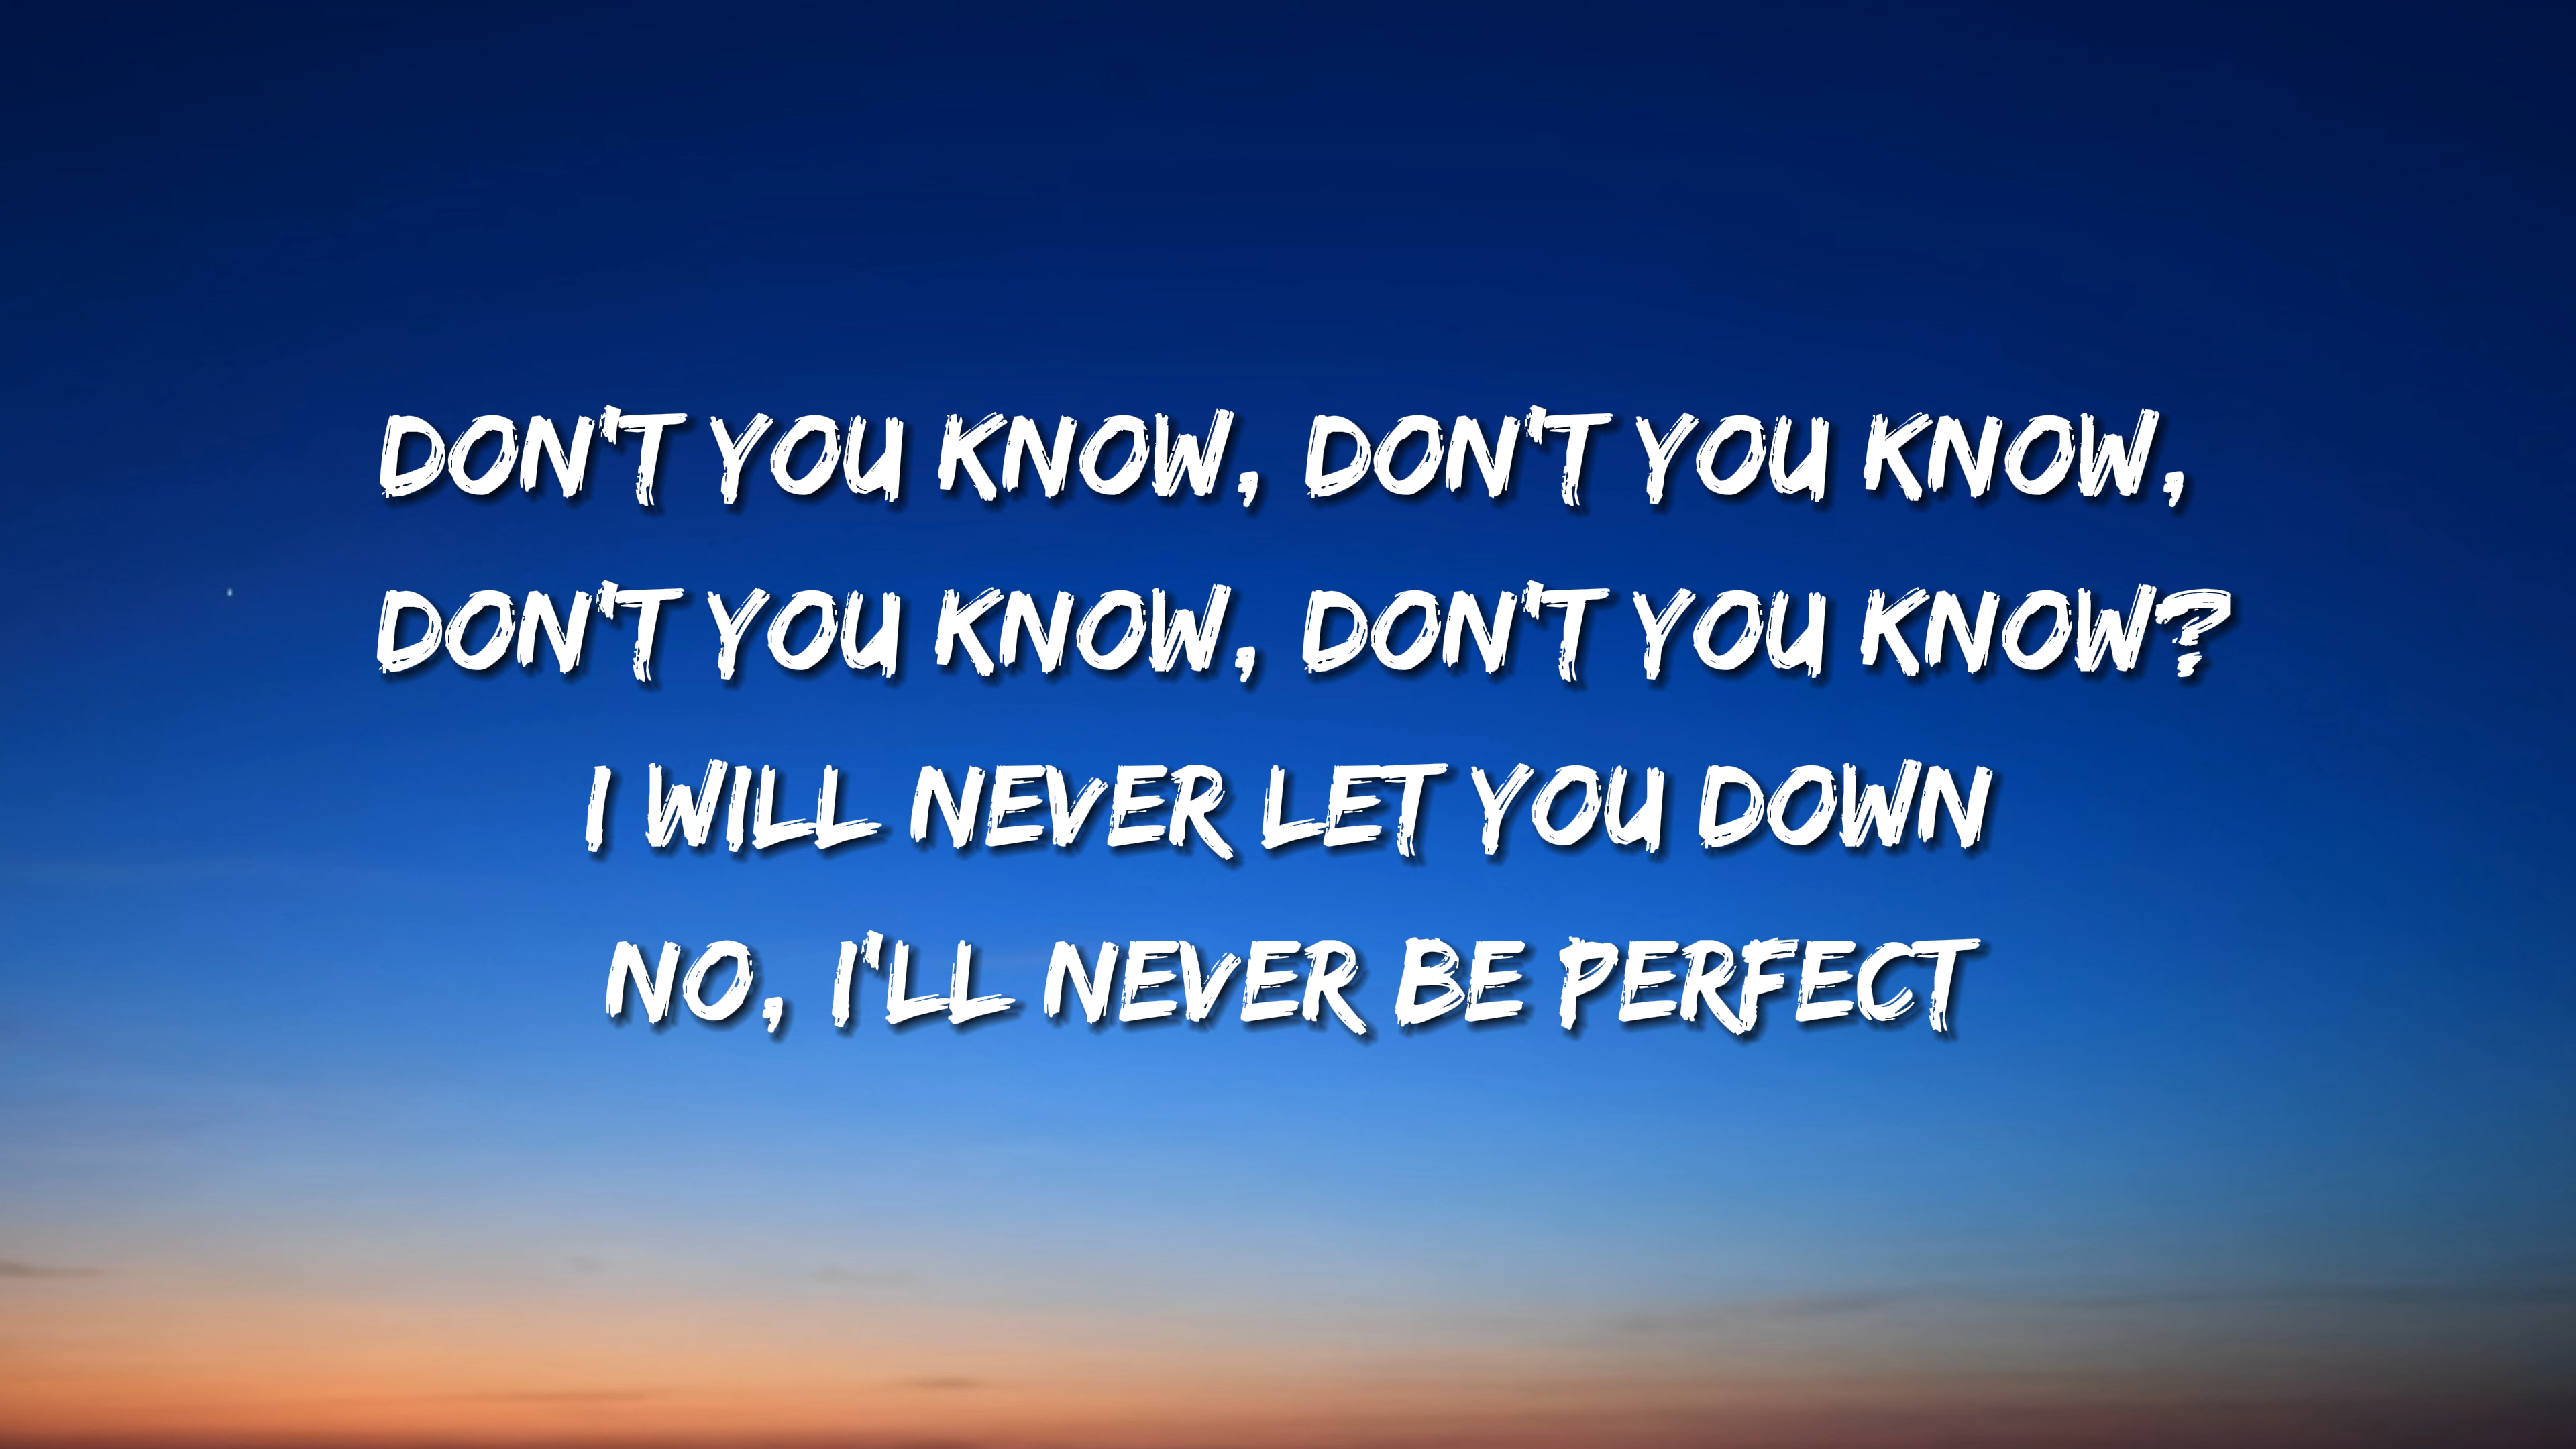 DON'T YOU KNOW, DON'T YOU KNOW,
DON'T YOU KNOW, DON'T YOU KNOW?
I WILL NEVER LET YOU DOWN
NO, I'LL NEVER BE PERFECT